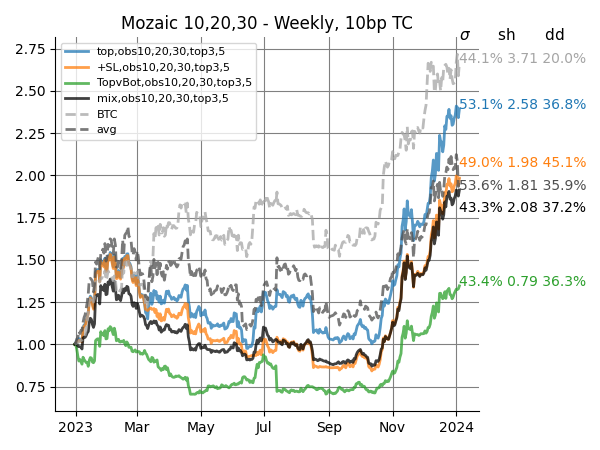 Mozaic 10,20,30 - Weekly, 10bp TC
σ sh dd
2.75
2.50
2.25
2.00
1.75
1.50
1.25
1.00
0.75
top,obs10,20,30,top3,5
+SL,obs10,20,30,top3,5
TopvBot,obs10,20,30,top3,5
mix,obs10,20,30,top3,5
BTC
avg
44.1% 3.71 20.0%
53.1% 2.58 36.8%
49.0% 1.98 45.1%
53.6% 1.81 35.9%
43.3% 2.08 37.2%
43.4% 0.79 36.3%
2023 Mar May Jul Sep Nov 2024